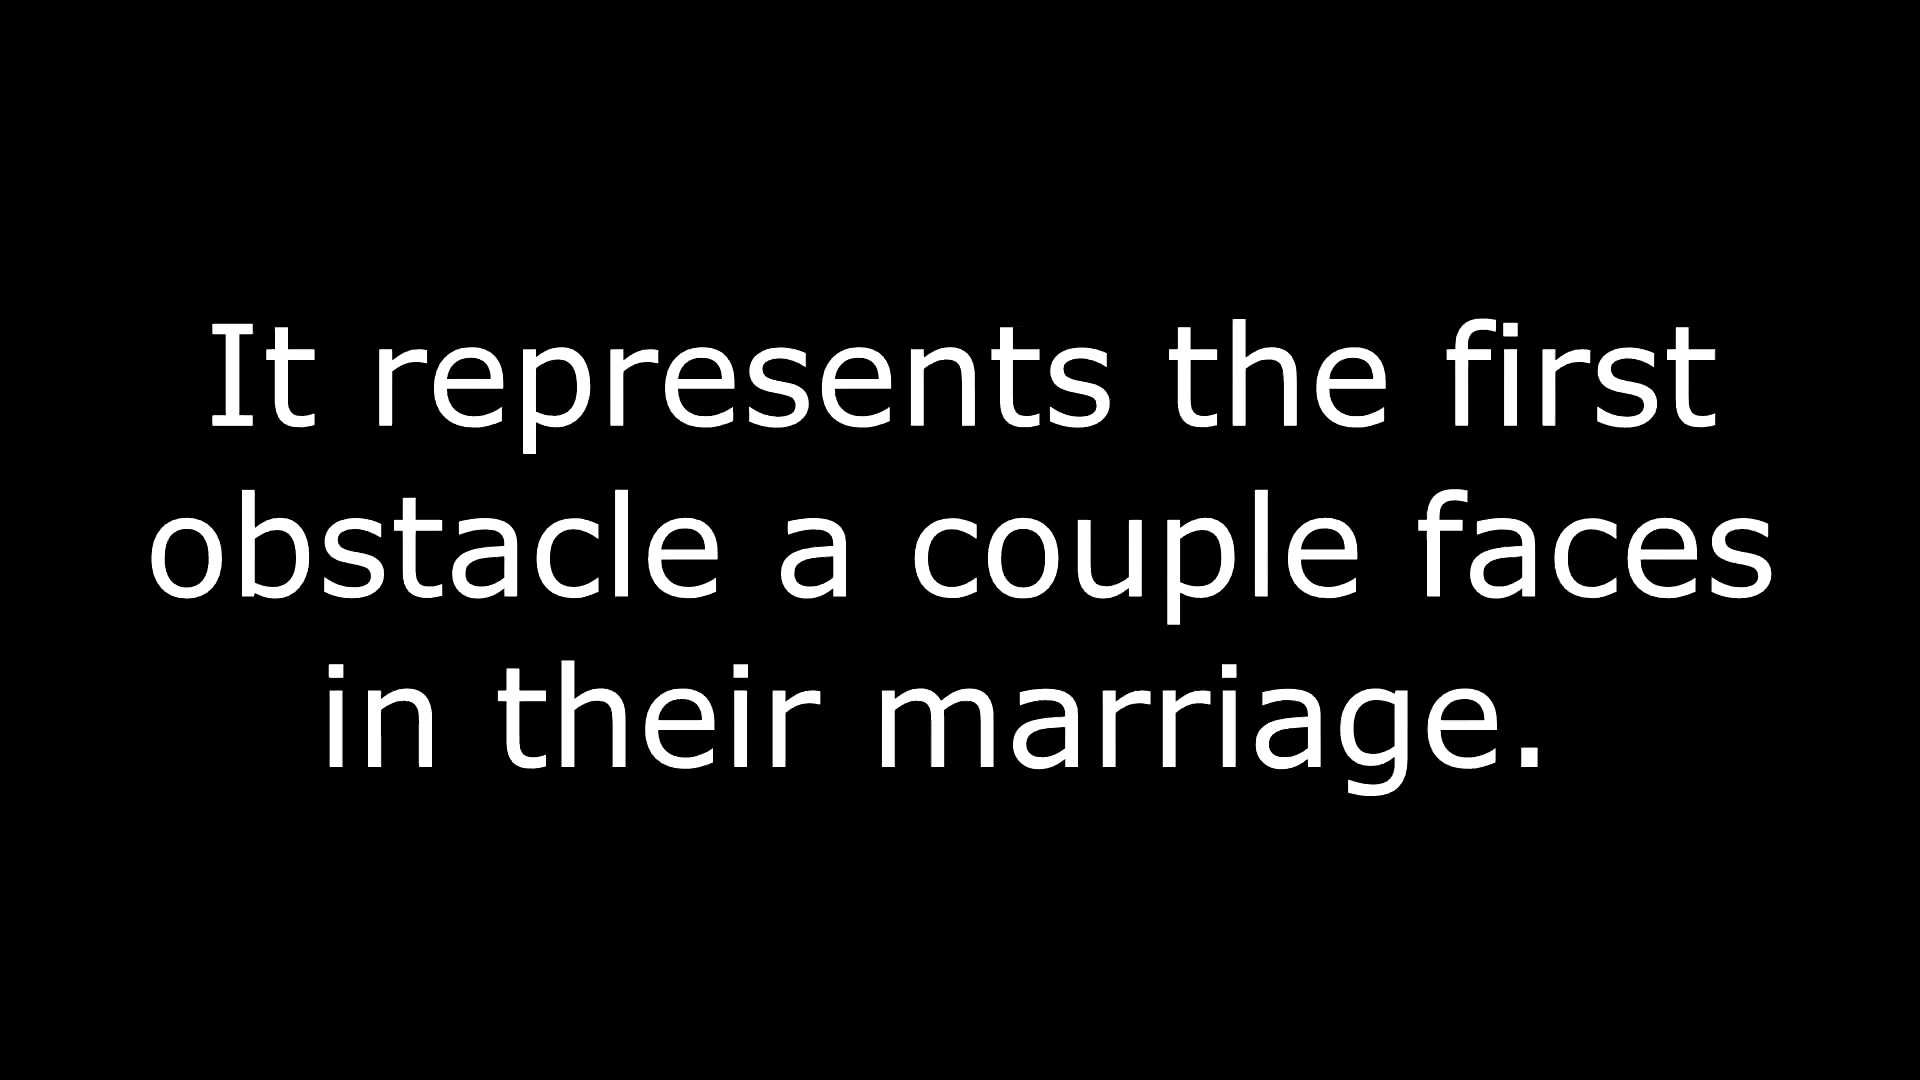 It represents the first
obstacle a couple faces
in their marriage.